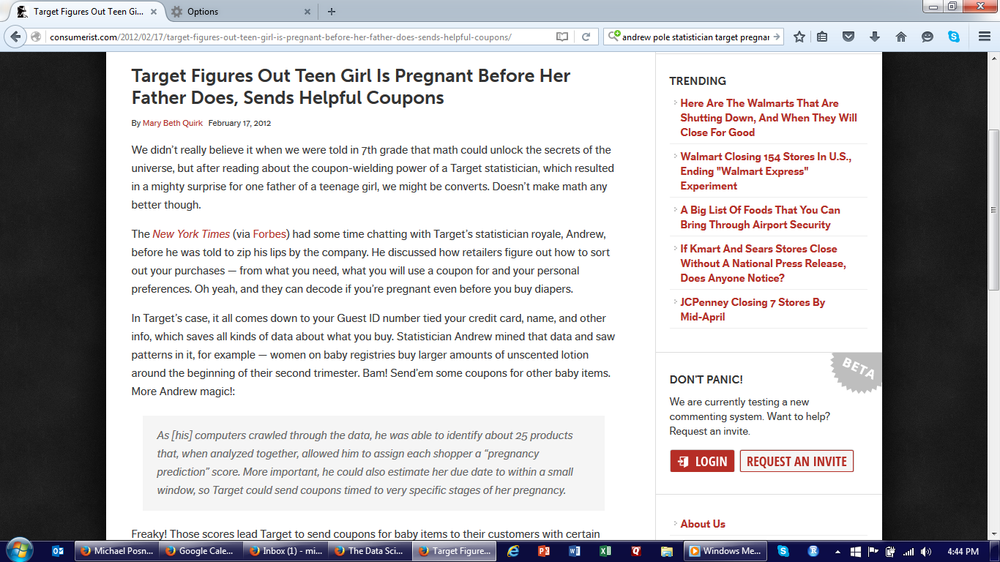 Target Figures Out Teen Gi...
Options
consumerist.com/2012/02/17/target-figures-out-teen-girl-is-pregnant-before-her-father-does-sends-helpful-coupons/
andrew pole statistician target pregnar
Target Figures Out Teen Girl Is Pregnant Before Her
Father Does, Sends Helpful Coupons
By Mary Beth Quirk February 17, 2012
We didn’t really believe it when we were told in 7th grade that math could unlock the secrets of the
universe, but after reading about the coupon-wielding power of a Target statistician, which resulted
in a mighty surprise for one father of a teenage girl, we might be converts. Doesn’t make math any
better though.
The New York Times (via Forbes) had some time chatting with Target’s statistician royale, Andrew,
before he was told to zip his lips by the company. He discussed how retailers figure out how to sort
out your purchases — from what you need, what you will use a coupon for and your personal
preferences. Oh yeah, and they can decode if you’re pregnant even before you buy diapers.
In Target’s case, it all comes down to your Guest ID number tied your credit card, name, and other
info, which saves all kinds of data about what you buy. Statistician Andrew mined that data and saw
patterns in it, for example — women on baby registries buy larger amounts of unscented lotion
around the beginning of their second trimester. Bam! Send’em some coupons for other baby items.
More Andrew magic!:
As [his] computers crawled through the data, he was able to identify about 25 products
that, when analyzed together, allowed him to assign each shopper a “pregnancy
prediction” score. More important, he could also estimate her due date to within a small
window, so Target could send coupons timed to very specific stages of her pregnancy.
Freaky! Those scores lead Target to send coupons for baby items to their customers with certain
TRENDING
Here Are The Walmarts That Are
Shutting Down, And When They Will
Close For Good
Walmart Closing 154 Stores In U.S.,
Ending "Walmart Express"
Experiment
A Big List Of Foods That You Can
Bring Through Airport Security
If Kmart And Sears Stores Close
Without A National Press Release,
Does Anyone Notice?
JCPenney Closing 7 Stores By
Mid-April
BETA
DON'T PANIC!
We are currently testing a new
commenting system. Want to help?
Request an invite.
LOGIN
REQUEST AN INVITE
About Us
Michael Posn...
Google Cale...
Inbox (1) - mi...
The Data Sci...
Target Figure...
Windows Me...
4:44 PM